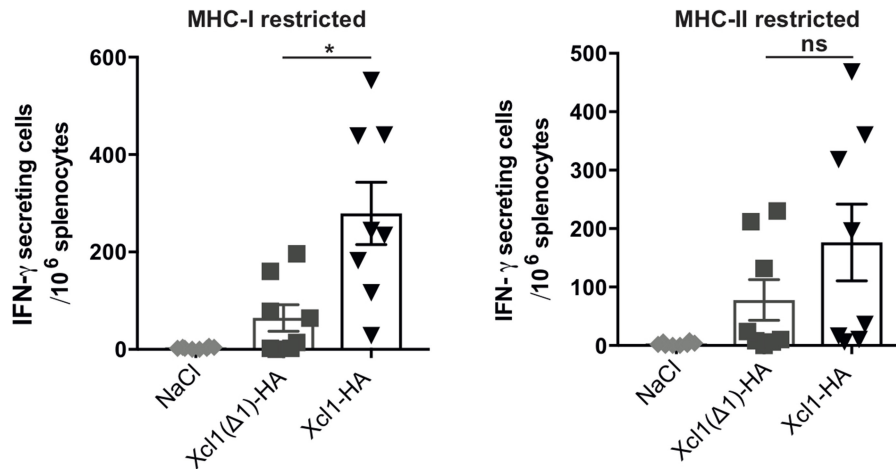 MHC-I restricted
*
600
400
200
0
IFN-γ secreting cells
/10 6 splenocytes
NaCl
Xcl1(Δ1)-HA
Xcl1-HA
MHC-II restricted
ns
500
400
300
200
100
0
IFN- γ secreting cells
/10 6 splenocytes
NaCl
Xcl1(Δ1)-HA
Xcl1-HA